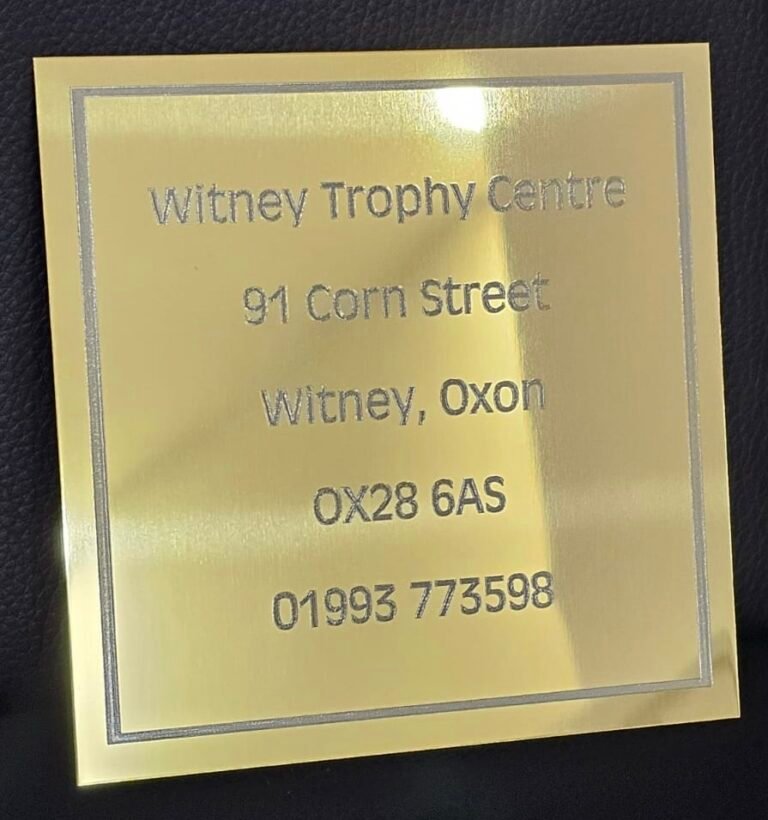 Witney Trophy Centre
91 Corn Street
Witney, Oxon
OX28 6AS
01993 773598